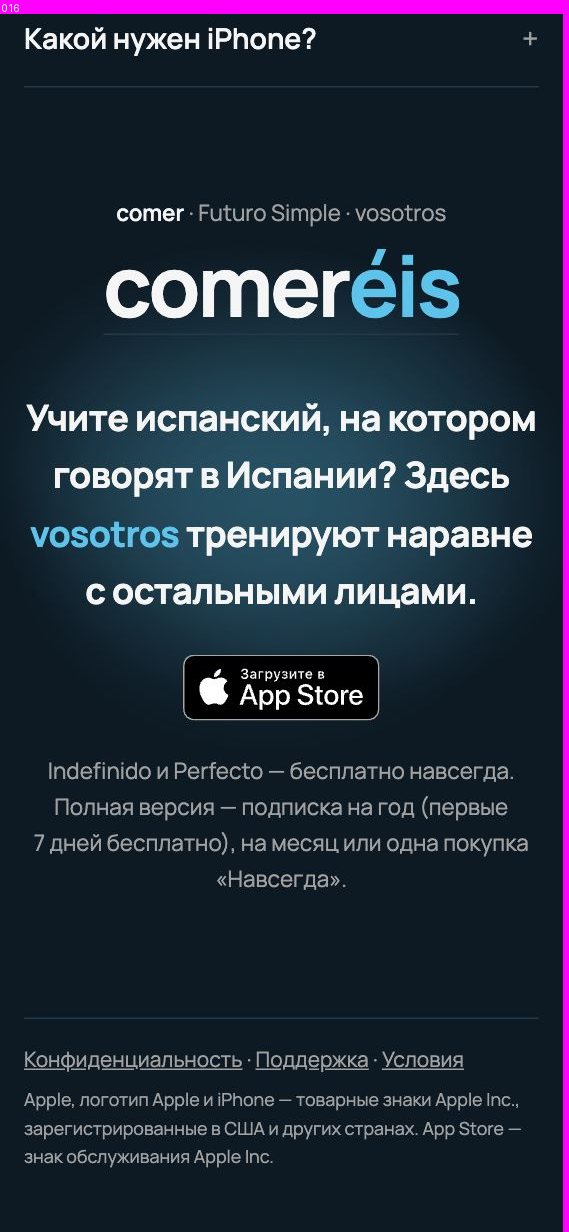 016
Какой нужен iPhone? +
comer · Futuro Simple · vosotros
comeréis
Учите испанский, на котором
говорят в Испании? Здесь
vosotros тренируют наравне
с остальными лицами.
Загрузите в
App Store
Indefinido и Perfecto — бесплатно навсегда.
Полная версия — подписка на год (первые
7 дней бесплатно), на месяц или одна покупка
«Навсегда».
Конфиденциальность · Поддержка · Условия
Apple, логотип Apple и iPhone — товарные знаки Apple Inc.,
зарегистрированные в США и других странах. App Store —
знак обслуживания Apple Inc.